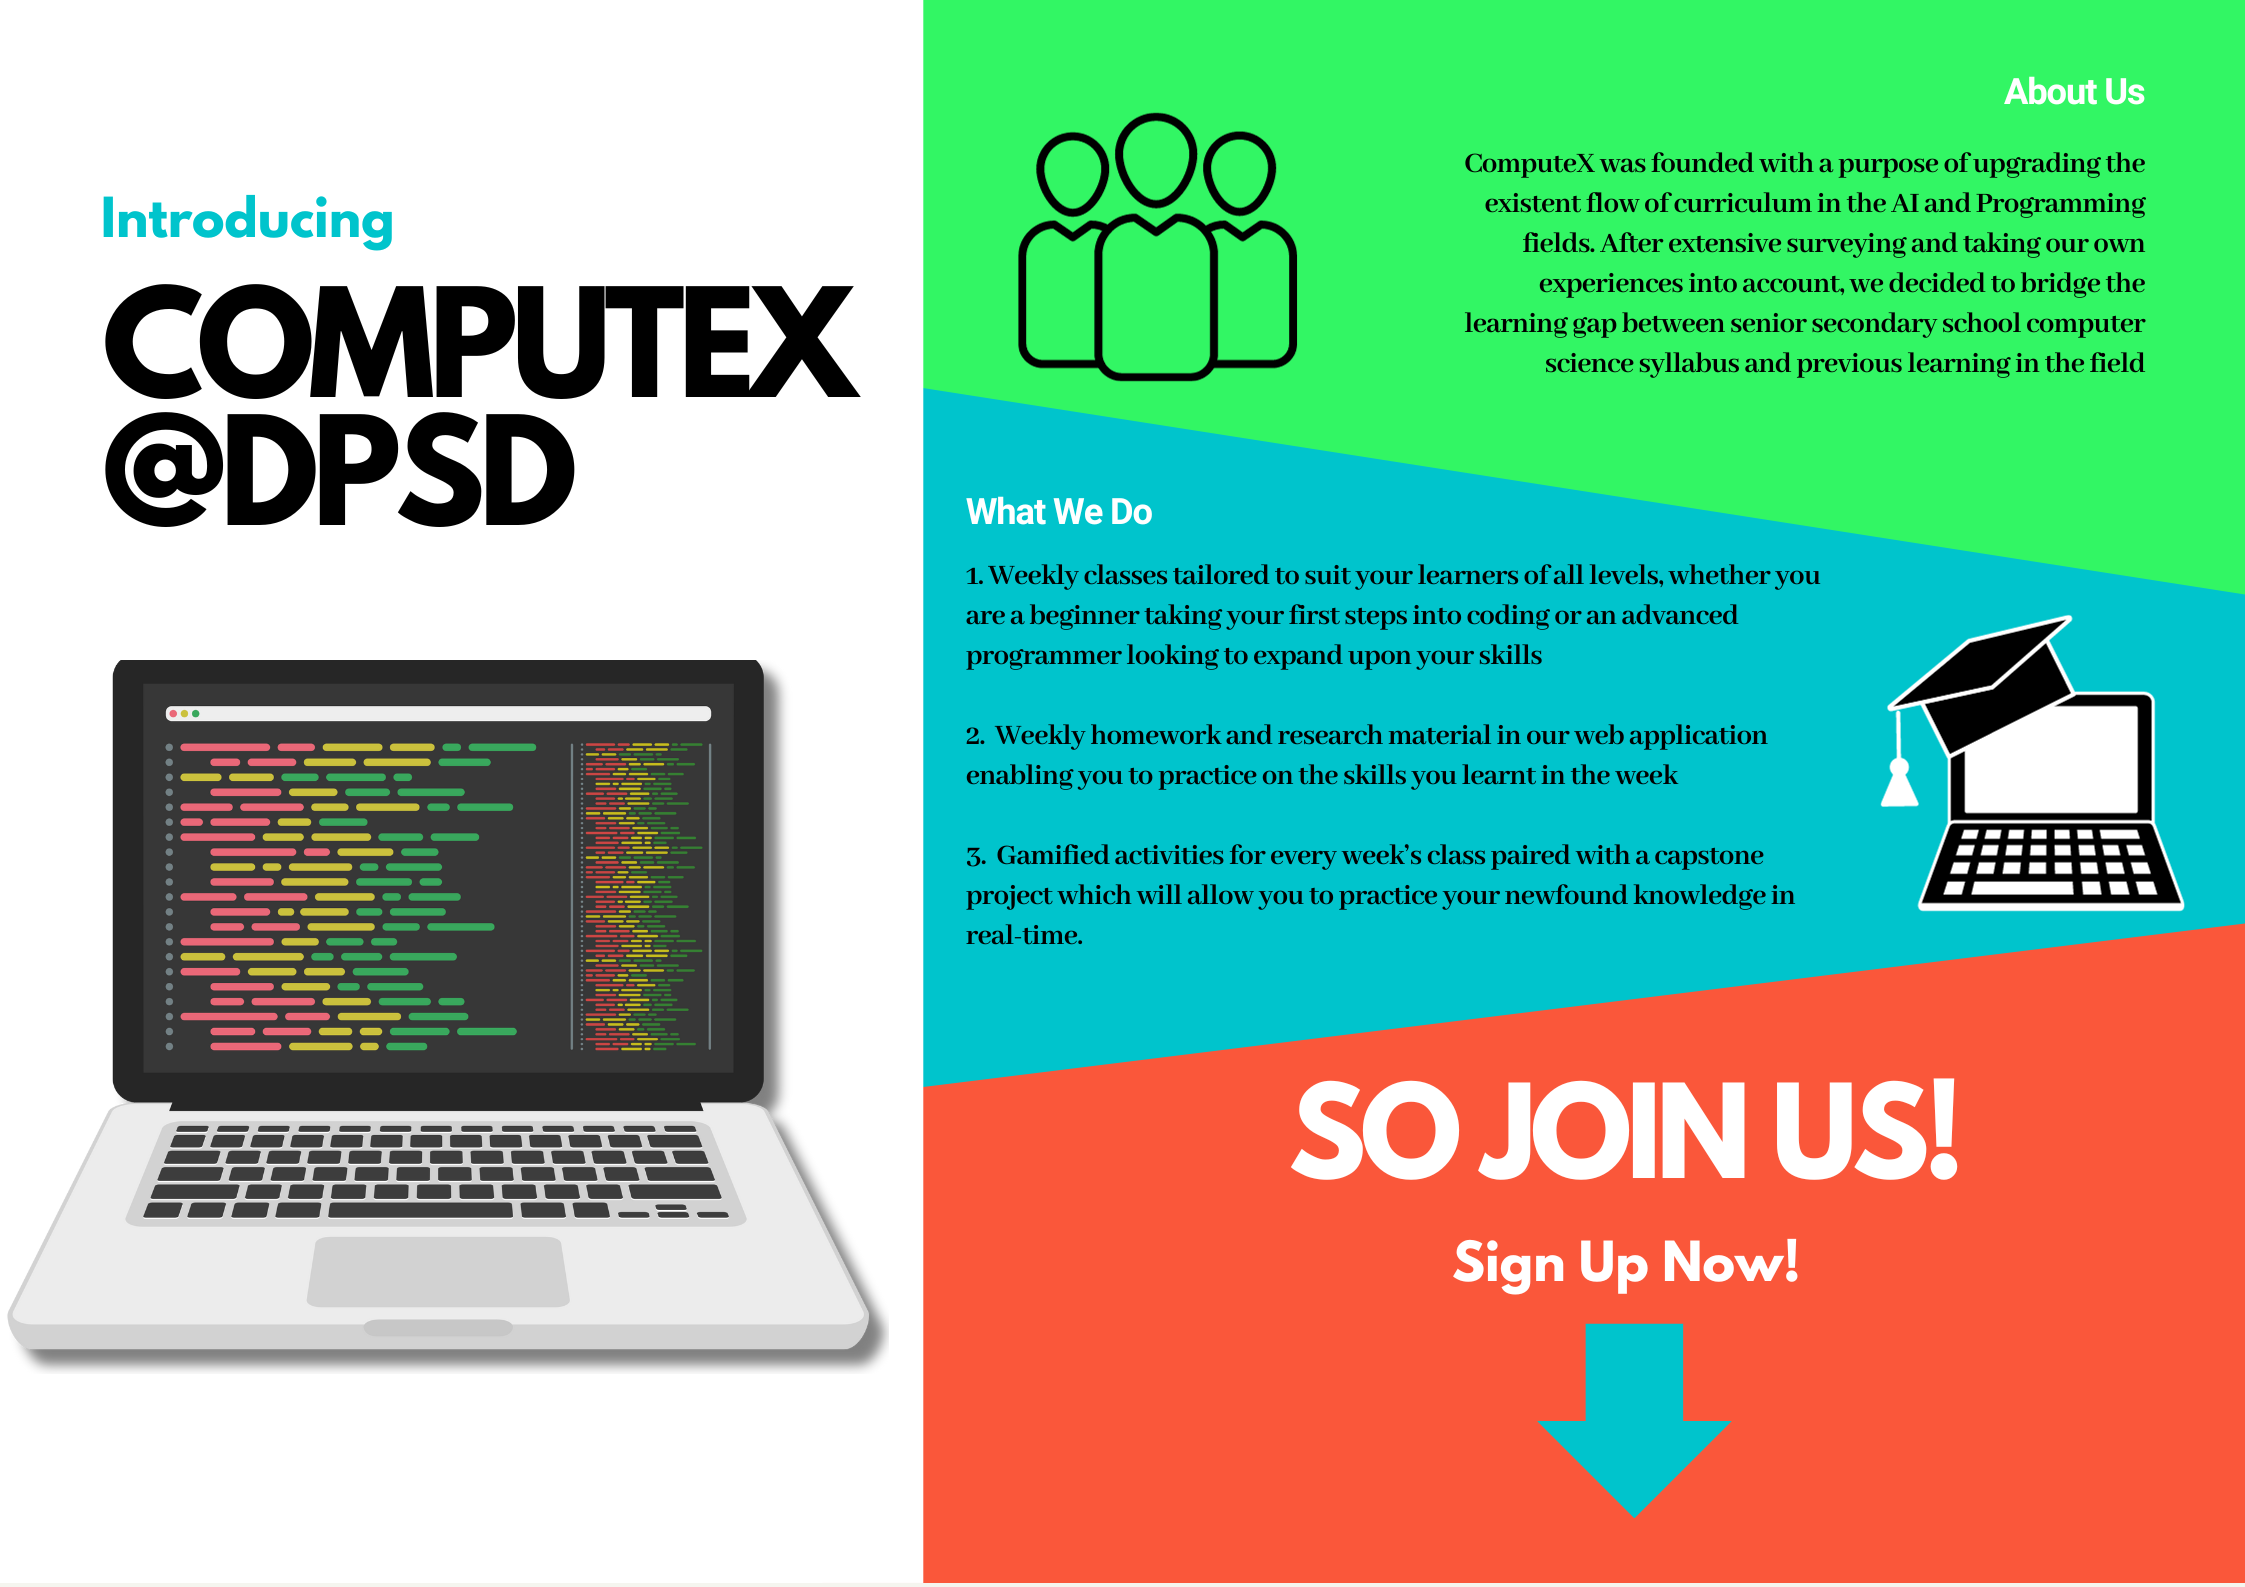 Introducing
COMPUTEX
@DPSD
About Us
ComputeX was founded with a purpose of upgrading the
existent flow of curriculum in the AI and Programming
fields. After extensive surveying and taking our own
experiences into account, we decided to bridge the
learning gap between senior secondary school computer
science syllabus and previous learning in the field
What We Do
1. Weekly classes tailored to suit your learners of all levels, whether you
are a beginner taking your first steps into coding or an advanced
programmer looking to expand upon your skills
2. Weekly homework and research material in our web application
enabling you to practice on the skills you learnt in the week
3. Gamified activities for every week's class paired with a capstone
project which will allow you to practice your newfound knowledge in
real-time.
SO JOIN US!
Sign Up Now!